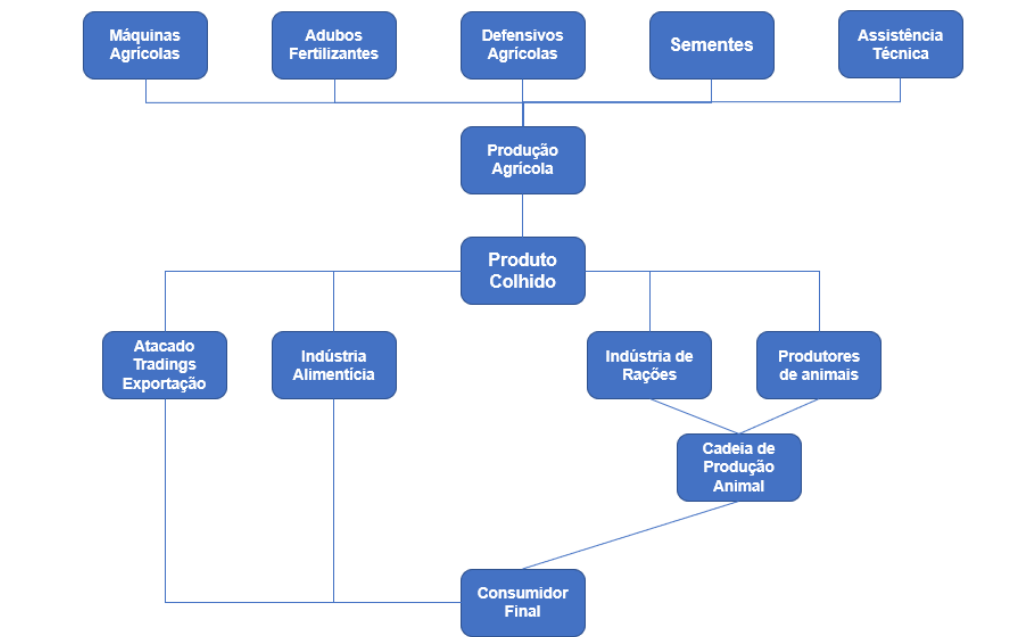 Máquinas
Agrícolas
Adubos
Fertilizantes
Defensivos
Agrícolas
Sementes
Assistência
Técnica
Produção
Agrícola
Produto
Colhido
Atacado
Tradings
Exportação
Indústria
Alimentícia
Indústria de
Rações
Produtores
de animais
Cadeia de
Produção
Animal
Consumidor
Final